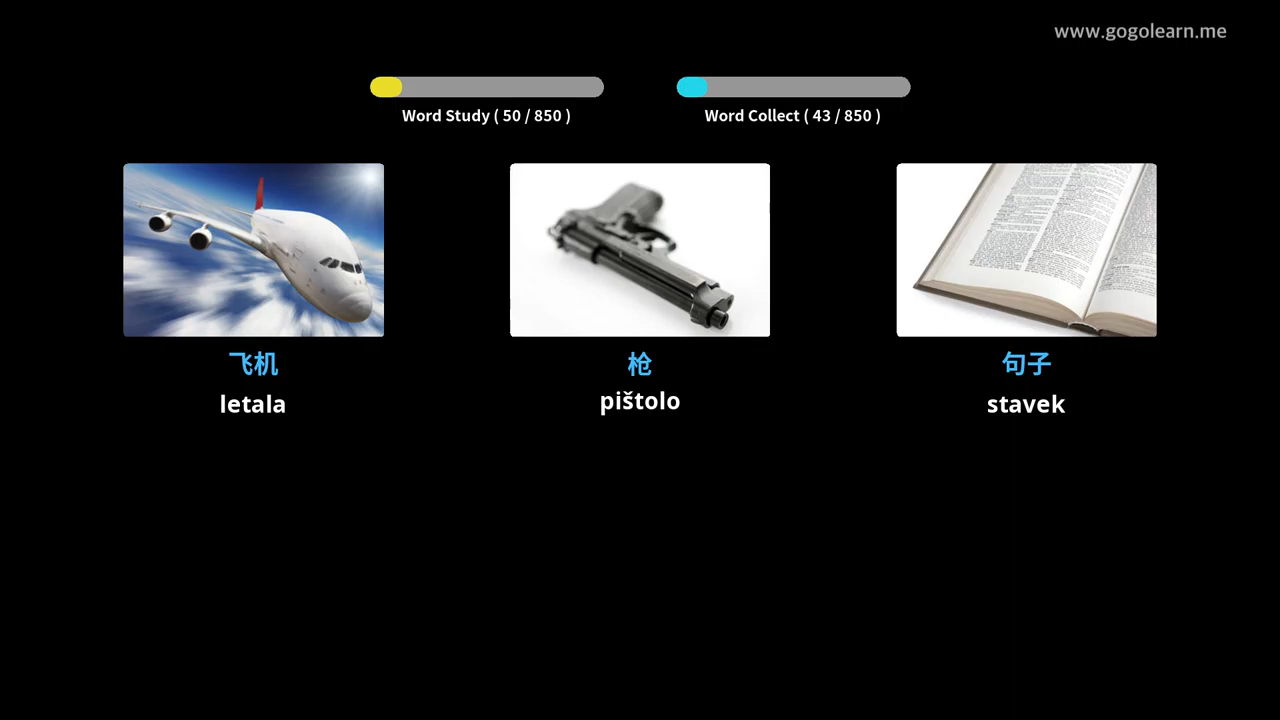 www.gogolearn.me
Word Study ( 50 / 850 )
Word Collect ( 43 / 850 )
飞机
letala
枪
pištolo
句子
stavek